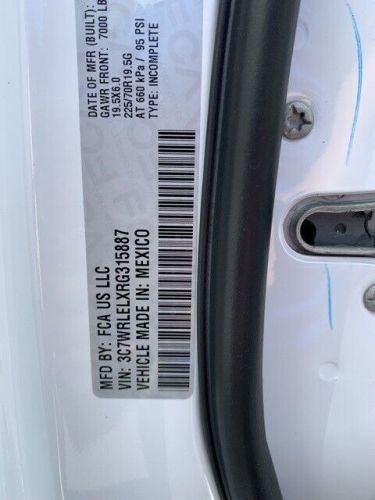 MFD BY: FCA US LLC
VIN: 3C7WRLELXRG315887
VEHICLE MADE IN: MEXICO
DATE OF MFR (BUILT):
GAWR FRONT: 7000 LB
19.5X6.0
225/70R19.5G
AT 660 kPa / 95 PSI
TYPE: INCOMPLETE